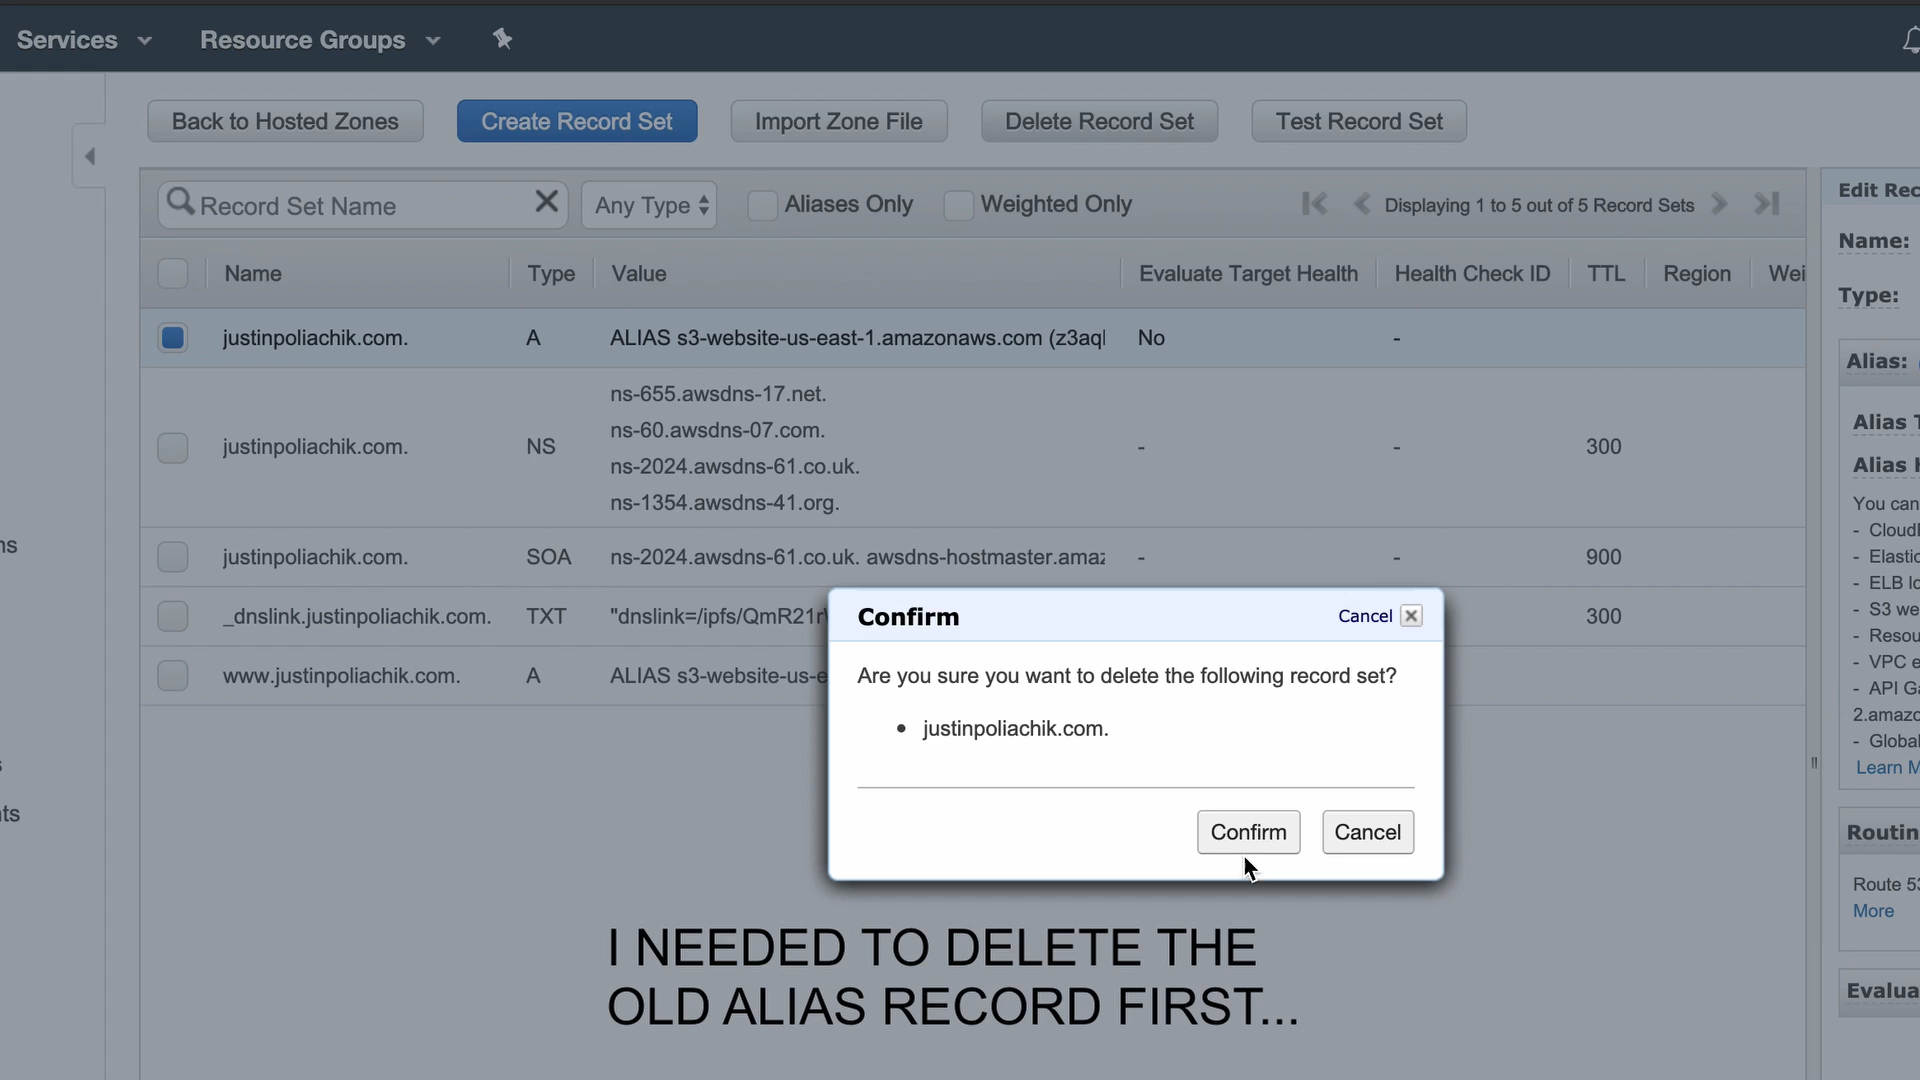 Services Resource Groups
Back to Hosted Zones Create Record Set Import Zone File Delete Record Set Test Record Set
Record Set Name Any Type Aliases Only Weighted Only Displaying 1 to 5 out of 5 Record Sets
Name Type Value Evaluate Target Health Health Check ID TTL Region Wei
justinpoliachik.com. A ALIAS s3-website-us-east-1.amazonaws.com (z3aq No -
ns-655.awsdns-17.net.
ns-60.awsdns-07.com.
justinpoliachik.com. NS - - 300
ns-2024.awsdns-61.co.uk.
ns-1354.awsdns-41.org.
justinpoliachik.com. SOA ns-2024.awsdns-61.co.uk. awsdns-hostmaster.amaz - - 900
_dnslink.justinpoliachik.com. TXT "dnslink=/ipfs/QmR21r 300
www.justinpoliachik.com. A ALIAS s3-website-us-e
Confirm Cancel
Are you sure you want to delete the following record set?
• justinpoliachik.com.
Confirm Cancel
I NEEDED TO DELETE THE
OLD ALIAS RECORD FIRST...
ns
s
nts
Edit Rec
Name:
Type:
Alias:
Alias
Alias
You can
- Cloud
- Elastic
- ELB lo
- S3 we
- Resou
- VPC e
- API Ga
2.amazo
- Global
Learn M
Routin
Route 53
More
Evalua